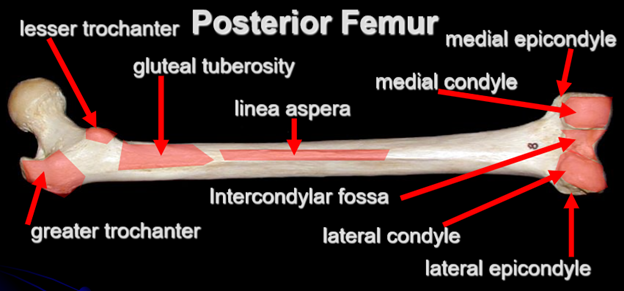 Posterior Femur
lesser trochanter
medial epicondyle
gluteal tuberosity
medial condyle
linea aspera
8
Intercondylar fossa
greater trochanter
lateral condyle
lateral epicondyle